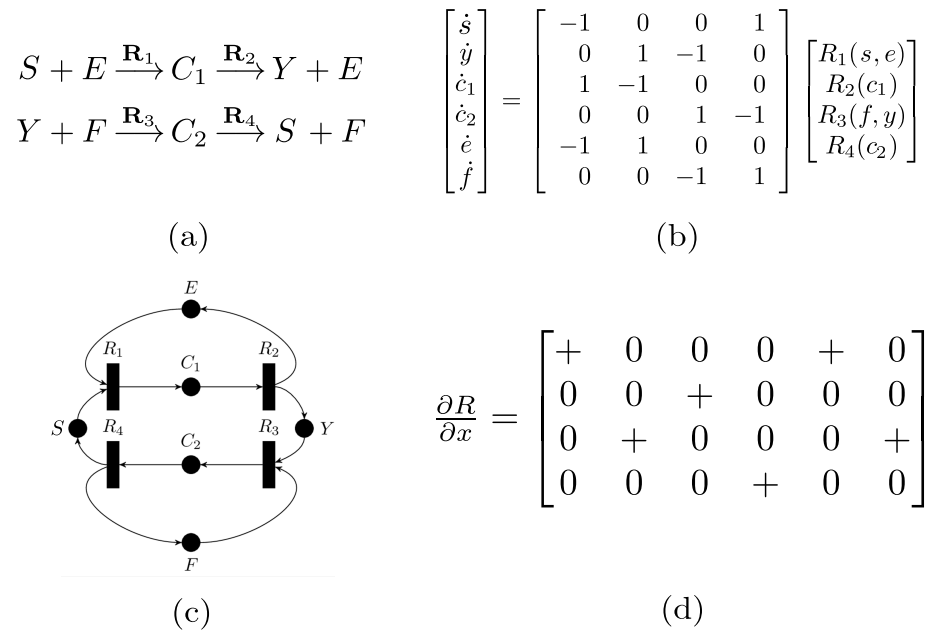 S + E R₁→ C₁ R₂→ Y + E
Y + F R₃→ C₂ R₄→ S + F
(a)
ṡ = −1 0 0 1 R₁(s, e)
ẏ 0 1 −1 0 R₂(c₁)
ċ₁ 1 −1 0 0 R₃(f, y)
ċ₂ 0 0 1 −1 R₄(c₂)
ė −1 1 0 0
ḟ 0 0 −1 1
(b)
E
R₁ R₂
C₁
S R₄ R₃ Y
C₂
F
(c)
∂R/∂x =
+ 0 0 0 + 0
0 0 + 0 0 0
0 + 0 0 0 +
0 0 0 + 0 0
(d)